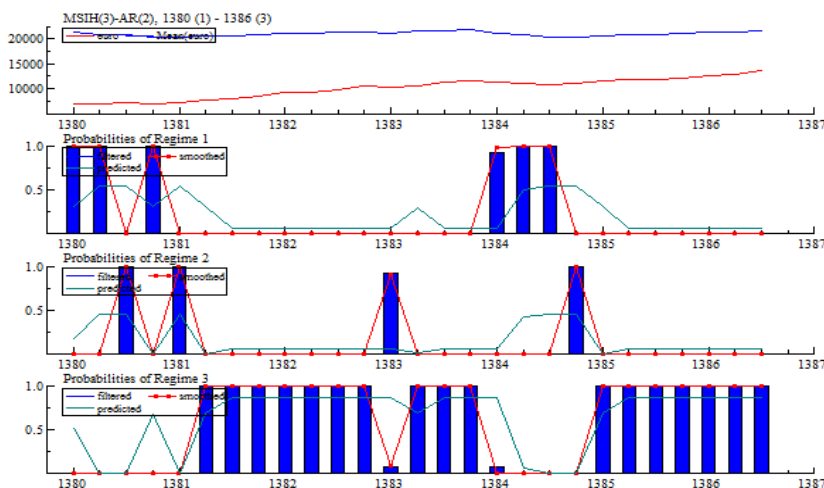 MSIH(3)-AR(2), 1380 (1) - 1386 (3)
euro Mean(euro)
20000
15000
10000
1380 1381 1382 1383 1384 1385 1386 1387
Probabilities of Regime 1
1.0
filtered smoothed
predicted
0.5
1380 1381 1382 1383 1384 1385 1386 1387
Probabilities of Regime 2
1.0
filtered smoothed
predicted
0.5
1380 1381 1382 1383 1384 1385 1386 1387
Probabilities of Regime 3
1.0
filtered smoothed
predicted
0.5
1380 1381 1382 1383 1384 1385 1386 1387